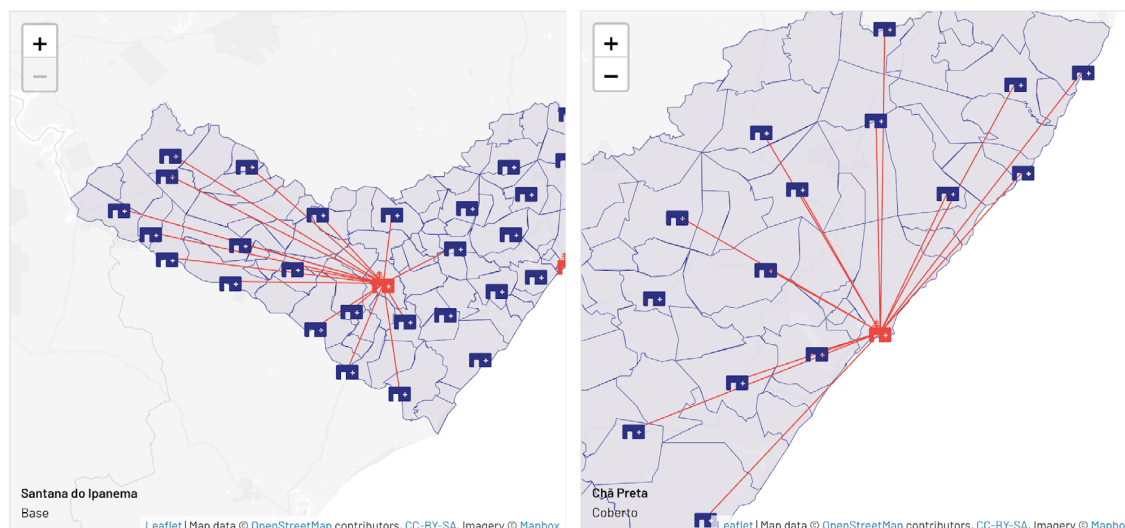 +
−
Santana do Ipanema
Base
Leaflet | Map data © OpenStreetMap contributors, CC-BY-SA, Imagery © Mapbox
+
−
Chã Preta
Coberto
Leaflet | Map data © OpenStreetMap contributors, CC-BY-SA, Imagery © Mapbo